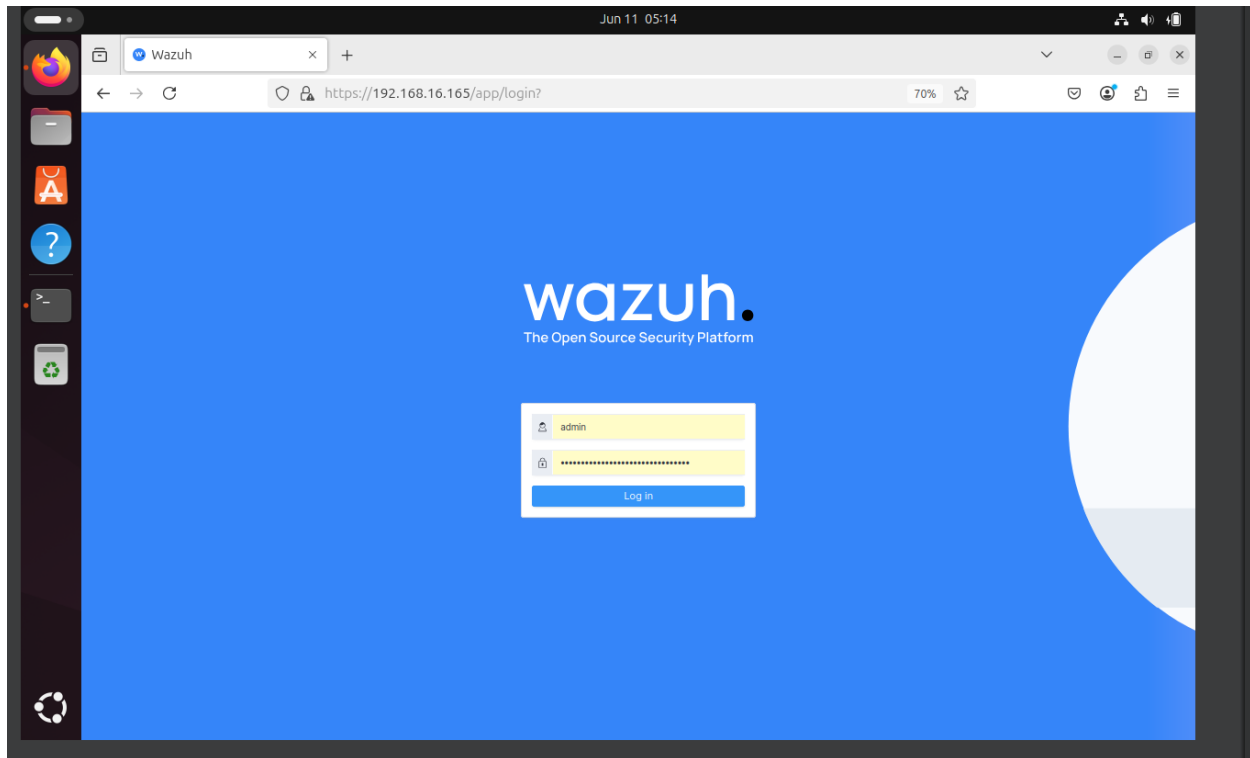 Jun 11 05:14
Wazuh
https://192.168.16.165/app/login?
70%
wazuh.
The Open Source Security Platform
admin
••••••••••••••••••••••••••••••••
Log in